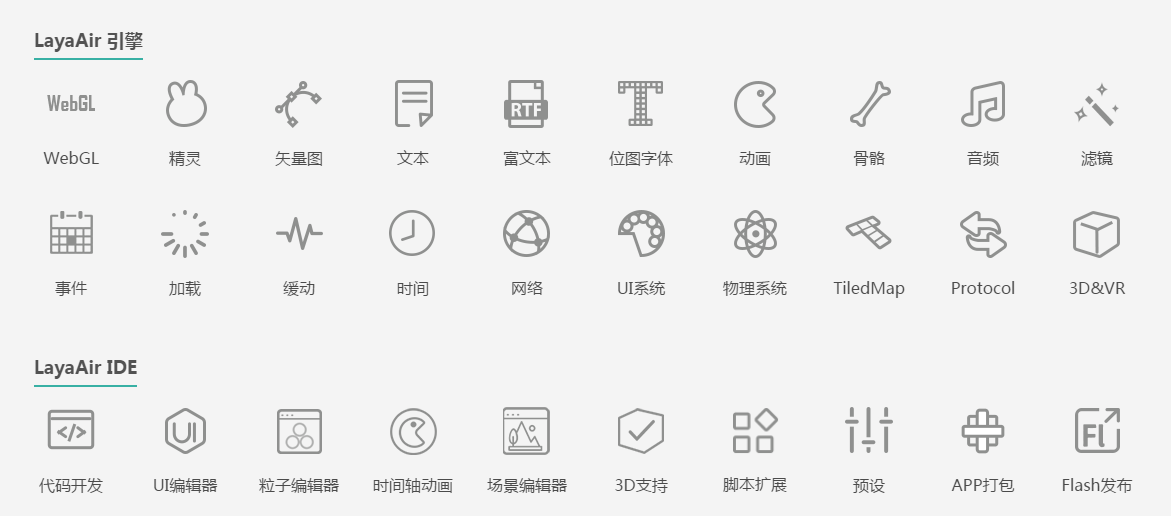 LayaAir 引擎
WebGL RTF
WebGL 精灵 矢量图 文本 富文本 位图字体 动画 骨骼 音频 滤镜
事件 加载 缓动 时间 网络 UI系统 物理系统 TiledMap Protocol 3D&VR
LayaAir IDE
</> UI Fl
代码开发 UI编辑器 粒子编辑器 时间轴动画 场景编辑器 3D支持 脚本扩展 预设 APP打包 Flash发布